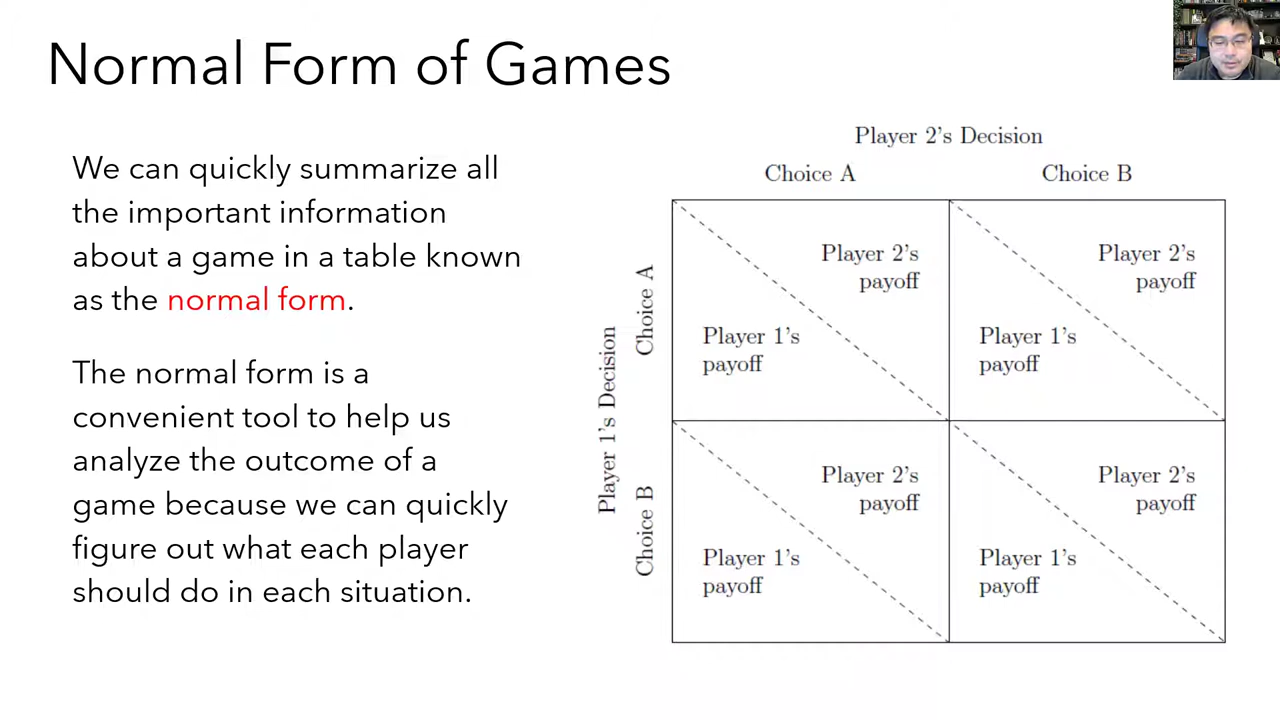 Normal Form of Games
We can quickly summarize all
the important information
about a game in a table known
as the normal form.
The normal form is a
convenient tool to help us
analyze the outcome of a
game because we can quickly
figure out what each player
should do in each situation.
Player 2's Decision
Choice A
Choice B
Player 1's Decision
Choice A
Player 2's
payoff
Player 1's
payoff
Player 2's
payoff
Player 1's
payoff
Choice B
Player 2's
payoff
Player 1's
payoff
Player 2's
payoff
Player 1's
payoff